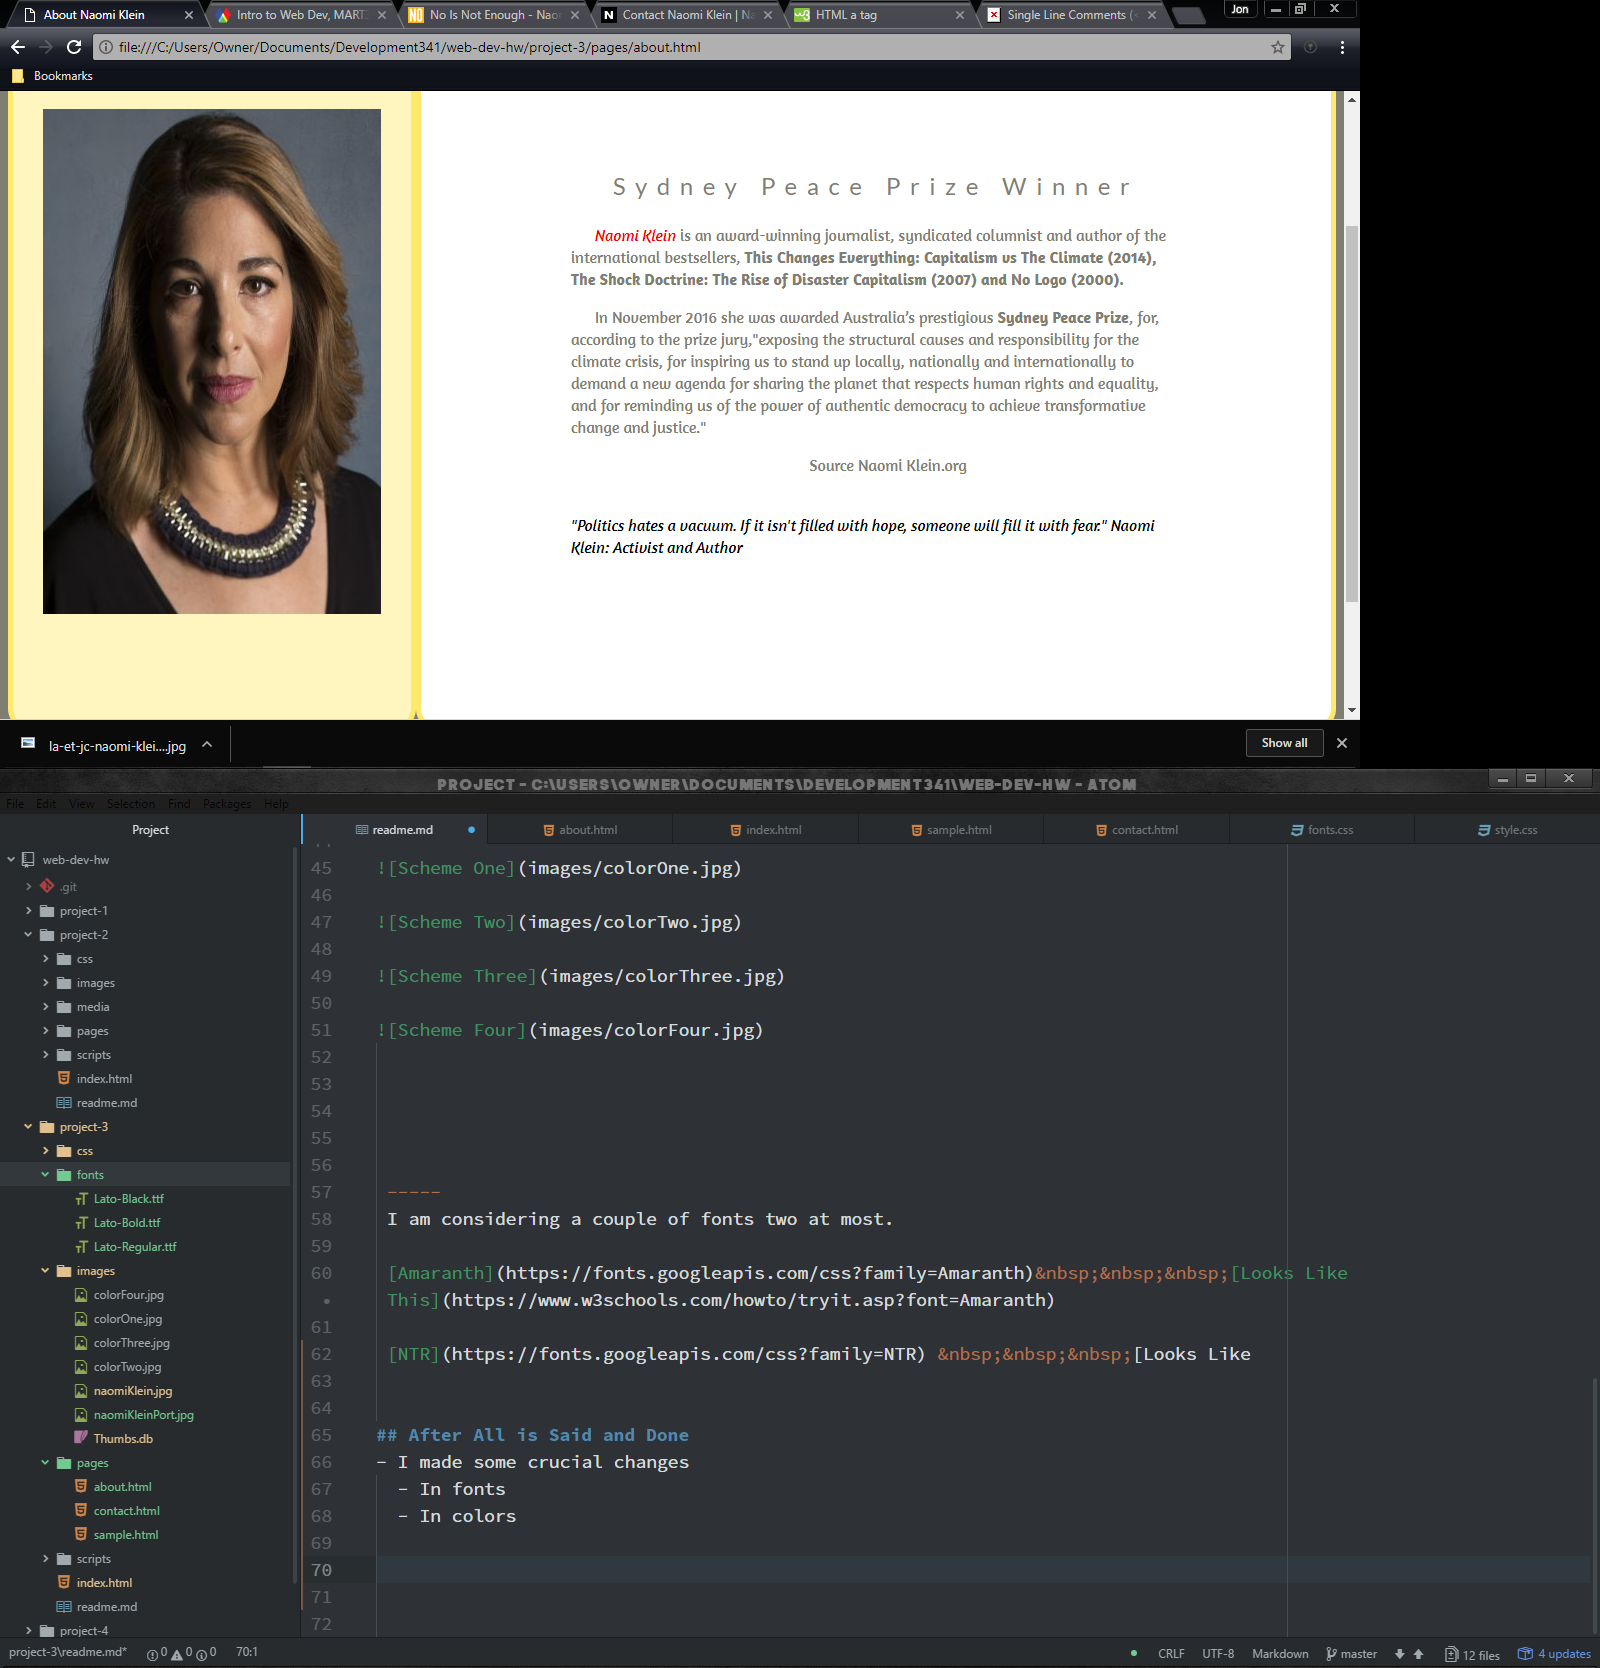 About Naomi Klein
Intro to Web Dev, MART
No Is Not Enough - Nao
Contact Naomi Klein | Na
HTML a tag
Single Line Comments (
Jon
file:///C:/Users/Owner/Documents/Development341/web-dev-hw/project-3/pages/about.html
Bookmarks
Sydney Peace Prize Winner
Naomi Klein is an award-winning journalist, syndicated columnist and author of the
international bestsellers, This Changes Everything: Capitalism vs The Climate (2014),
The Shock Doctrine: The Rise of Disaster Capitalism (2007) and No Logo (2000).
In November 2016 she was awarded Australia’s prestigious Sydney Peace Prize, for,
according to the prize jury,"exposing the structural causes and responsibility for the
climate crisis, for inspiring us to stand up locally, nationally and internationally to
demand a new agenda for sharing the planet that respects human rights and equality,
and for reminding us of the power of authentic democracy to achieve transformative
change and justice."
Source Naomi Klein.org
"Politics hates a vacuum. If it isn't filled with hope, someone will fill it with fear." Naomi
Klein: Activist and Author
la-et-jc-naomi-klei....jpg
Show all
PROJECT - C:\USERS\OWNER\DOCUMENTS\DEVELOPMENT341\WEB-DEV-HW - ATOM
File Edit View Selection Find Packages Help
Project
web-dev-hw
.git
project-1
project-2
css
images
media
pages
scripts
index.html
readme.md
project-3
css
fonts
Lato-Black.ttf
Lato-Bold.ttf
Lato-Regular.ttf
images
colorFour.jpg
colorOne.jpg
colorThree.jpg
colorTwo.jpg
naomiKlein.jpg
naomiKleinPort.jpg
Thumbs.db
pages
about.html
contact.html
sample.html
scripts
index.html
readme.md
project-4
readme.md
about.html
index.html
sample.html
contact.html
fonts.css
style.css
45 ![Scheme One](images/colorOne.jpg)
46
47 ![Scheme Two](images/colorTwo.jpg)
48
49 ![Scheme Three](images/colorThree.jpg)
50
51 ![Scheme Four](images/colorFour.jpg)
52
53
54
55
56
57 -----
58 I am considering a couple of fonts two at most.
59
60 [Amaranth](https://fonts.googleapis.com/css?family=Amaranth)&nbsp;&nbsp;&nbsp;[Looks Like
• This](https://www.w3schools.com/howto/tryit.asp?font=Amaranth)
61
62 [NTR](https://fonts.googleapis.com/css?family=NTR) &nbsp;&nbsp;&nbsp;[Looks Like
63
64
65 ## After All is Said and Done
66 - I made some crucial changes
67 - In fonts
68 - In colors
69
70
71
72
project-3\readme.md* 0 0 0 70:1
CRLF UTF-8 Markdown master 12 files 4 updates